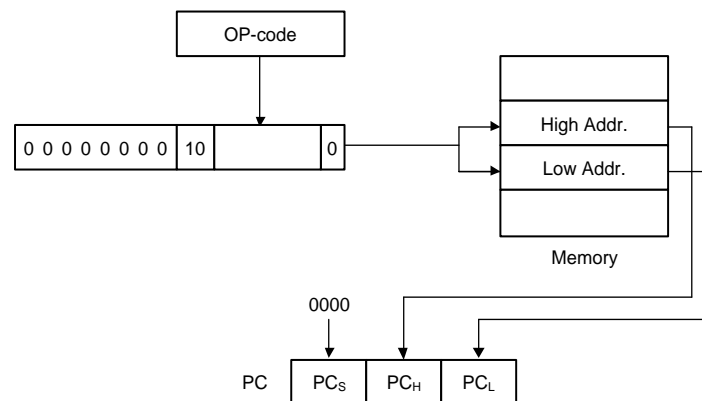 OP-code
0 0 0 0 0 0 0 0 10 0
High Addr.
Low Addr.
Memory
0000
PC PCS PCH PCL